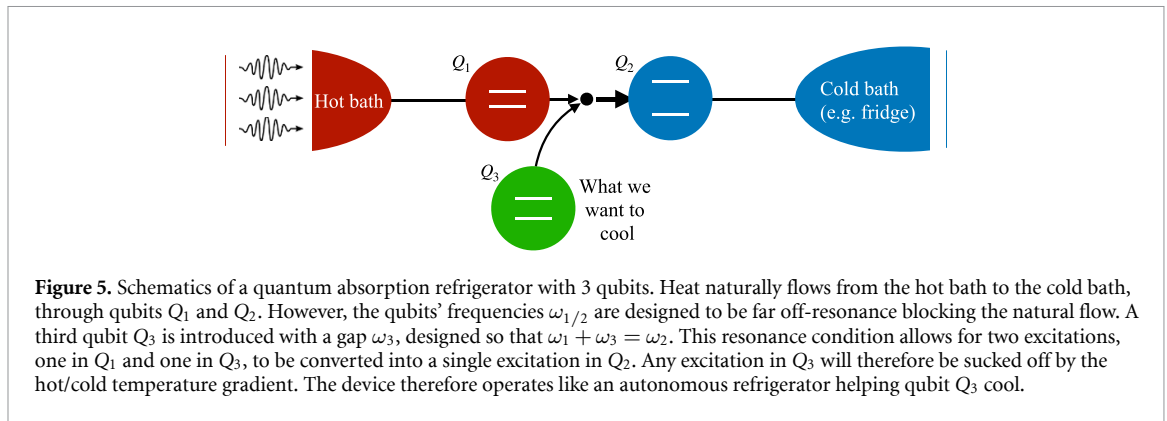 Q₁
Q₂
Hot bath
Cold bath
(e.g. fridge)
Q₃
What we
want to
cool
Figure 5. Schematics of a quantum absorption refrigerator with 3 qubits. Heat naturally flows from the hot bath to the cold bath,
through qubits Q₁ and Q₂. However, the qubits’ frequencies ω₁/₂ are designed to be far off-resonance blocking the natural flow. A
third qubit Q₃ is introduced with a gap ω₃, designed so that ω₁ + ω₃ = ω₂. This resonance condition allows for two excitations,
one in Q₁ and one in Q₃, to be converted into a single excitation in Q₂. Any excitation in Q₃ will therefore be sucked off by the
hot/cold temperature gradient. The device therefore operates like an autonomous refrigerator helping qubit Q₃ cool.